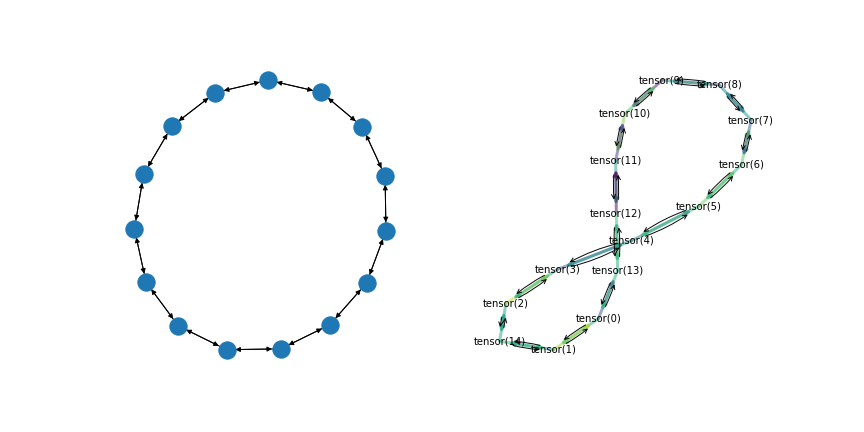 tensor(9)
tensor(8)
tensor(10)
tensor(7)
tensor(11)
tensor(6)
tensor(5)
tensor(12)
tensor(4)
tensor(3)
tensor(13)
tensor(2)
tensor(0)
tensor(14)
tensor(1)